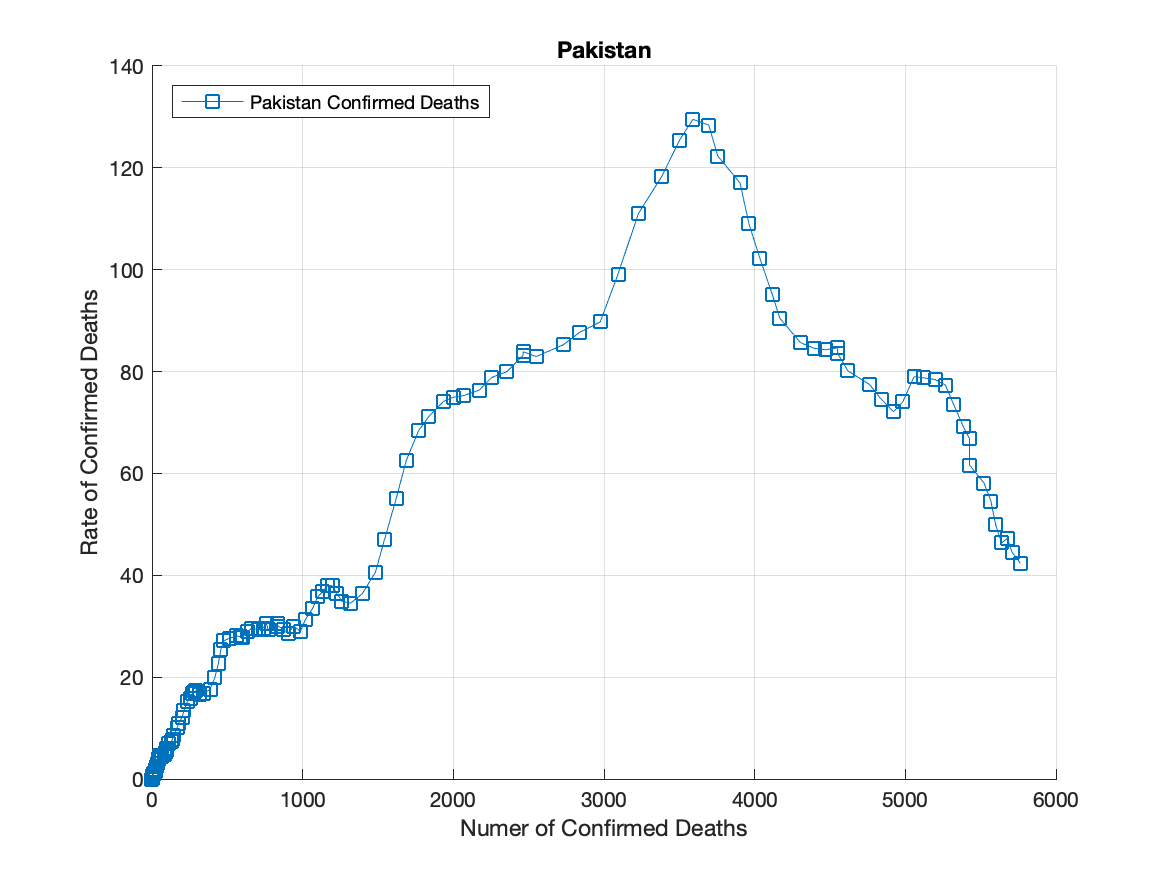 Pakistan
Pakistan Confirmed Deaths
140
120
100
80
60
40
20
0
Rate of Confirmed Deaths
0 1000 2000 3000 4000 5000 6000
Numer of Confirmed Deaths